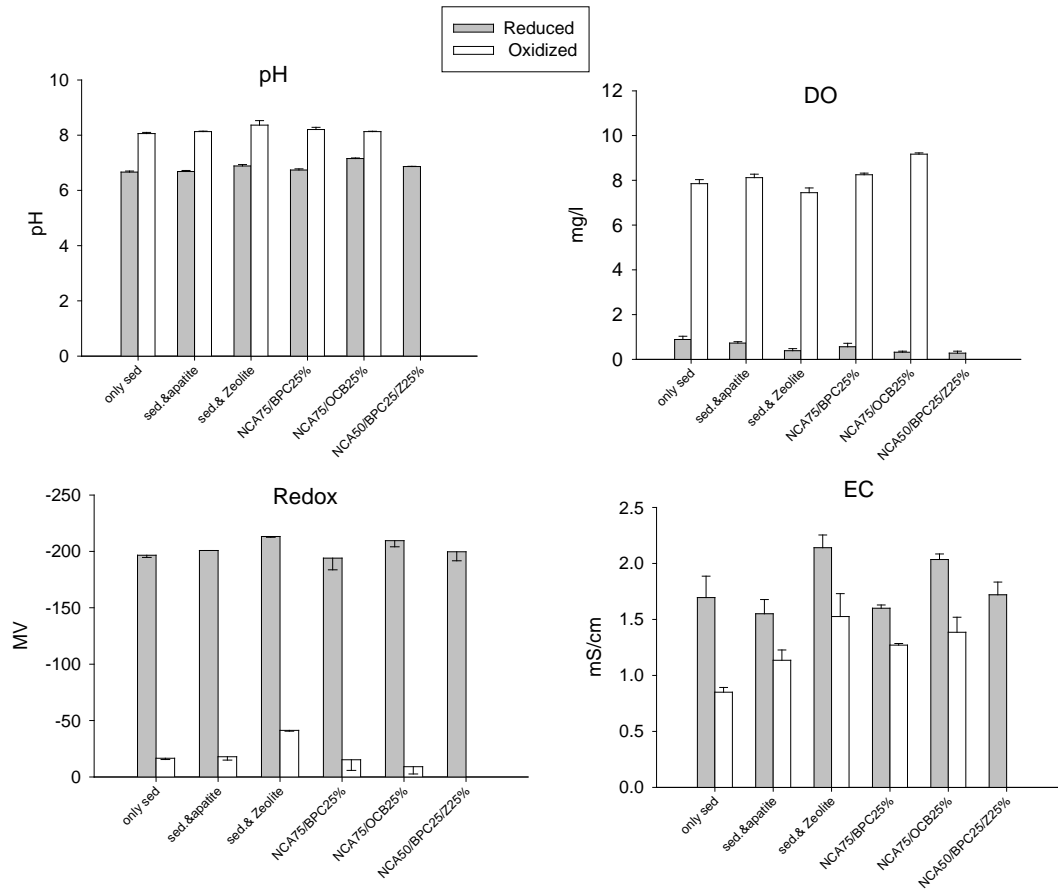 Reduced
Oxidized
pH
10
8
6
4
2
0
pH
only sed
sed.&apatite
sed.& Zeolite
NCA75/BPC25%
NCA75/OCB25%
NCA50/BPC25/Z25%
DO
12
10
8
6
4
2
0
mg/l
only sed
sed.&apatite
sed.& Zeolite
NCA75/BPC25%
NCA75/OCB25%
NCA50/BPC25/Z25%
Redox
-250
-200
-150
-100
-50
0
MV
only sed
sed.&apatite
sed.& Zeolite
NCA75/BPC25%
NCA75/OCB25%
NCA50/BPC25/Z25%
EC
2.5
2.0
1.5
1.0
0.5
0.0
mS/cm
only sed
sed.&apatite
sed.& Zeolite
NCA75/BPC25%
NCA75/OCB25%
NCA50/BPC25/Z25%